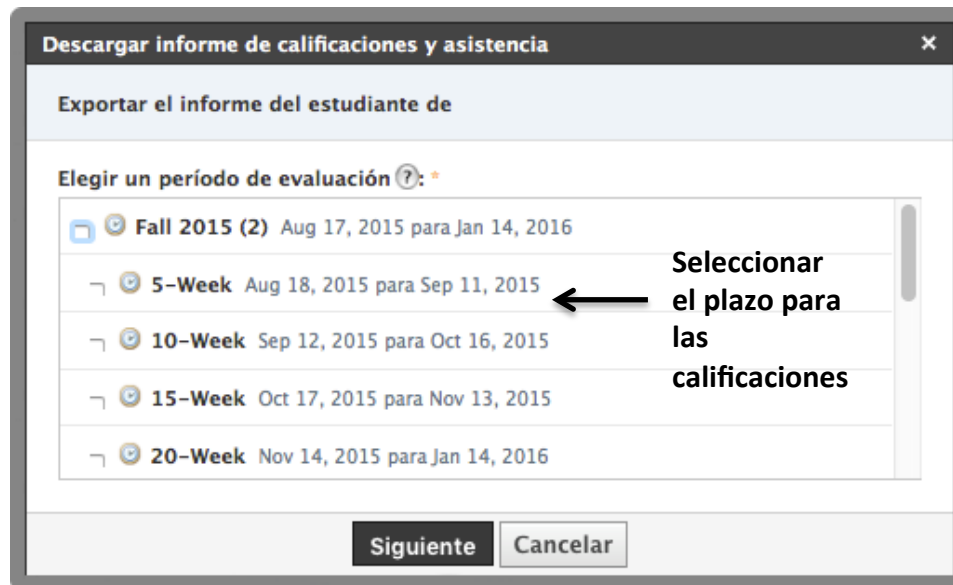 Descargar informe de calificaciones y asistencia ×
Exportar el informe del estudiante de
Elegir un período de evaluación ?: *
Fall 2015 (2) Aug 17, 2015 para Jan 14, 2016
5-Week Aug 18, 2015 para Sep 11, 2015
10-Week Sep 12, 2015 para Oct 16, 2015
15-Week Oct 17, 2015 para Nov 13, 2015
20-Week Nov 14, 2015 para Jan 14, 2016
Seleccionar
el plazo para
las
calificaciones
Siguiente Cancelar